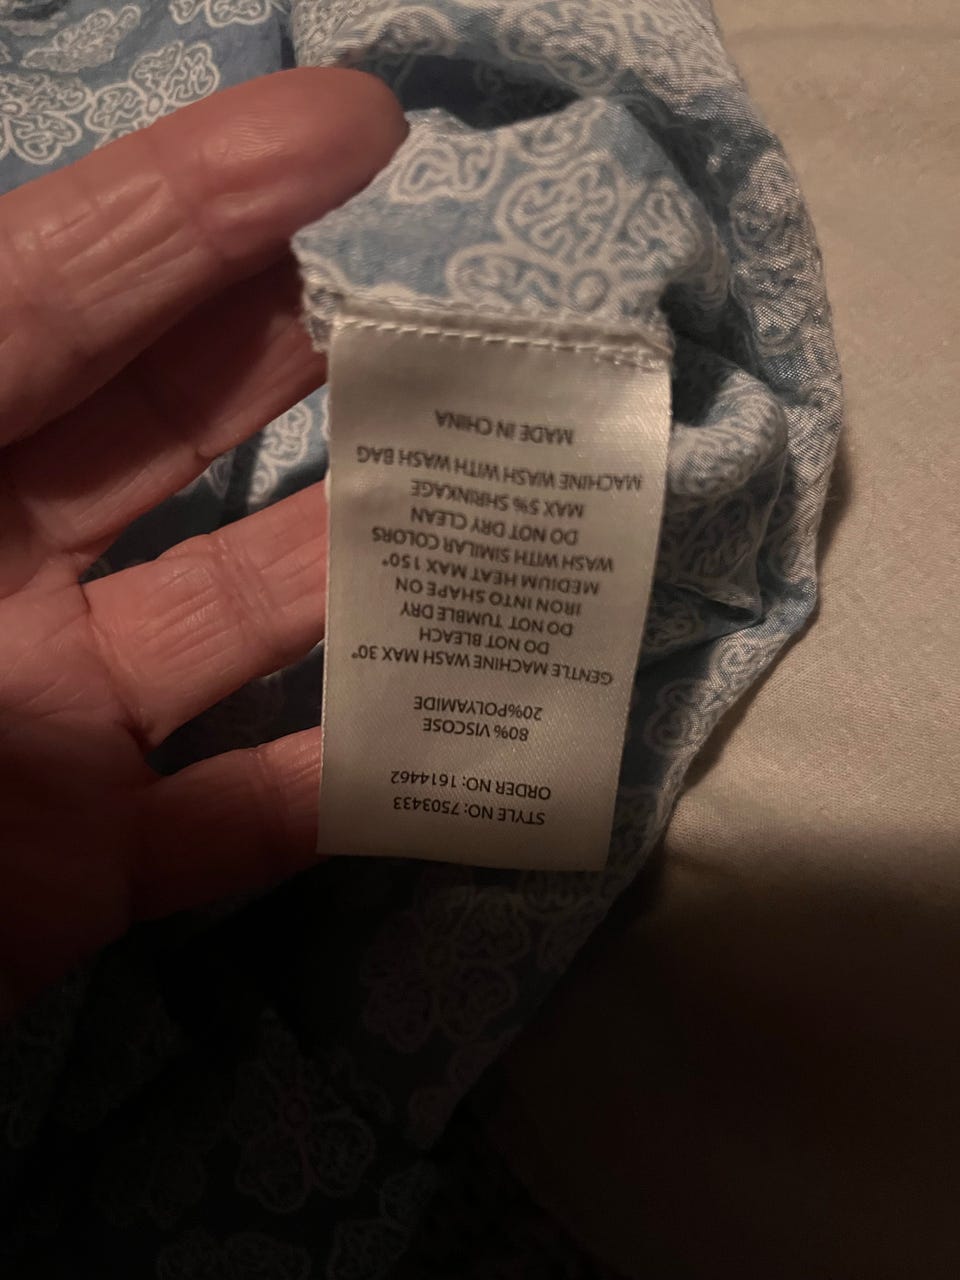 STYLE NO: 7503433
ORDER NO: 1614462
80% VISCOSE
20%POLYAMIDE
GENTLE MACHINE WASH MAX 30°
DO NOT BLEACH
DO NOT TUMBLE DRY
IRON INTO SHAPE ON
MEDIUM HEAT MAX 150°
WASH WITH SIMILAR COLORS
DO NOT DRY CLEAN
MAX 5% SHRINKAGE
MACHINE WASH WITH WASH BAG
MADE IN CHINA